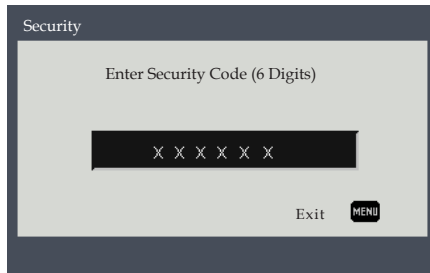 Security
Enter Security Code (6 Digits)
X X X X X X
Exit MENU